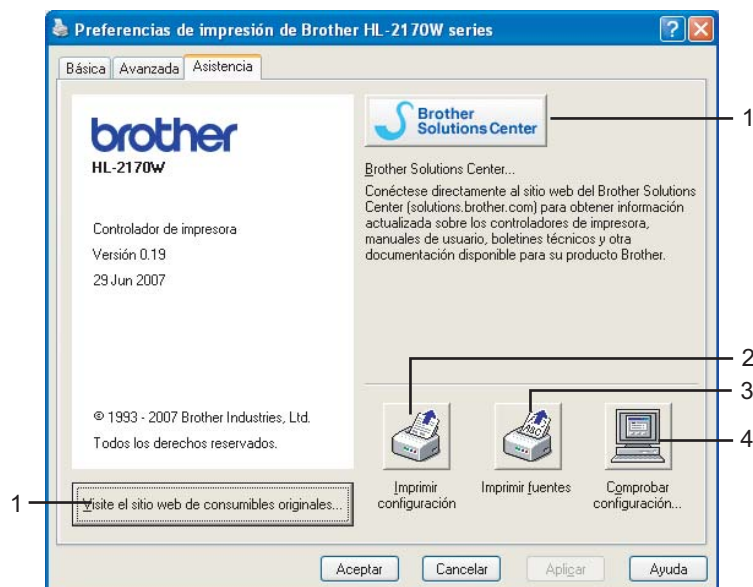 Preferencias de impresión de Brother HL-2170W series
Básica Avanzada Asistencia
brother
HL-2170W
Controlador de impresora
Versión 0.19
29 Jun 2007
© 1993 - 2007 Brother Industries, Ltd.
Todos los derechos reservados.
1 Visite el sitio web de consumibles originales...
Brother
Solutions Center
1
Brother Solutions Center...
Conéctese directamente al sitio web del Brother Solutions
Center (solutions.brother.com) para obtener información
actualizada sobre los controladores de impresora,
manuales de usuario, boletines técnicos y otra
documentación disponible para su producto Brother.
2
3
4
ABC
Imprimir
configuración
Imprimir fuentes
Comprobar
configuración...
Aceptar Cancelar Aplicar Ayuda